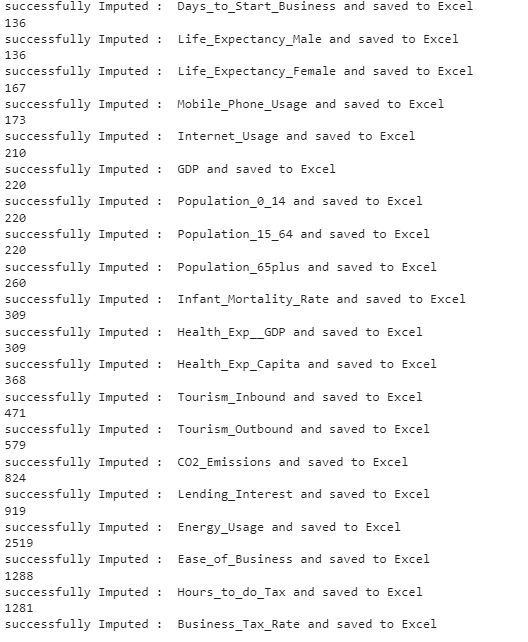 successfully Imputed :  Days_to_Start_Business and saved to Excel
136
successfully Imputed :  Life_Expectancy_Male and saved to Excel
136
successfully Imputed :  Life_Expectancy_Female and saved to Excel
167
successfully Imputed :  Mobile_Phone_Usage and saved to Excel
173
successfully Imputed :  Internet_Usage and saved to Excel
210
successfully Imputed :  GDP and saved to Excel
220
successfully Imputed :  Population_0_14 and saved to Excel
220
successfully Imputed :  Population_15_64 and saved to Excel
220
successfully Imputed :  Population_65plus and saved to Excel
260
successfully Imputed :  Infant_Mortality_Rate and saved to Excel
309
successfully Imputed :  Health_Exp__GDP and saved to Excel
309
successfully Imputed :  Health_Exp_Capita and saved to Excel
368
successfully Imputed :  Tourism_Inbound and saved to Excel
471
successfully Imputed :  Tourism_Outbound and saved to Excel
579
successfully Imputed :  CO2_Emissions and saved to Excel
824
successfully Imputed :  Lending_Interest and saved to Excel
919
successfully Imputed :  Energy_Usage and saved to Excel
2519
successfully Imputed :  Ease_of_Business and saved to Excel
1288
successfully Imputed :  Hours_to_do_Tax and saved to Excel
1281
successfully Imputed :  Business_Tax_Rate and saved to Excel